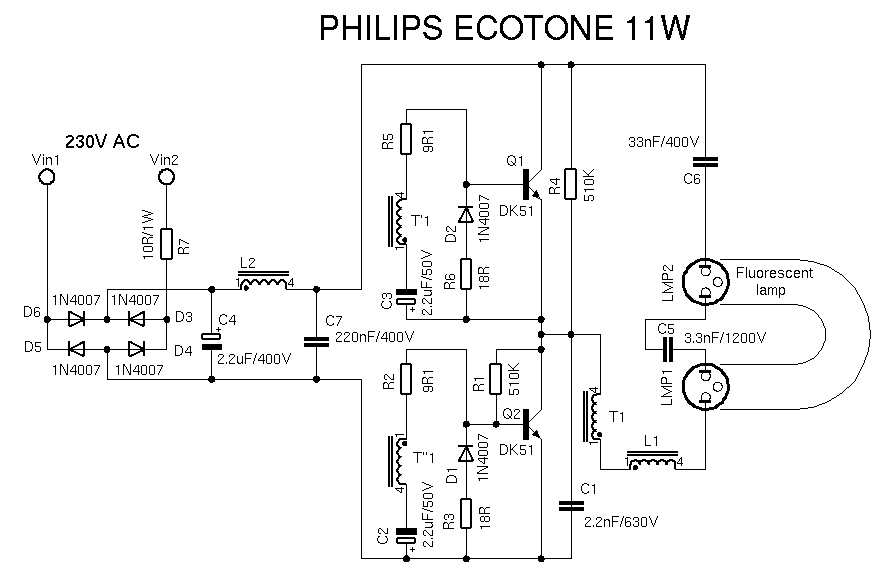 PHILIPS ECOTONE 11W
230V AC
Vin1
Vin2
10R/1W
R7
D6
1N4007
1N4007
D3
D5
D4
1N4007
1N4007
C4
+
2.2uF/400V
L2
1
4
C7
220nF/400V
R5
9R1
4
T'1
1
C3
+
2.2uF/50V
D2
1N4007
R6
18R
Q1
DK51
R4
510K
33nF/400V
C6
LMP2
Fluorescent
lamp
C5
3.3nF/1200V
LMP1
R2
9R1
R1
510K
1
T"1
4
Q2
DK51
D1
1N4007
R3
18R
C2
+
2.2uF/50V
4
T1
1
L1
1
4
C1
2.2nF/630V